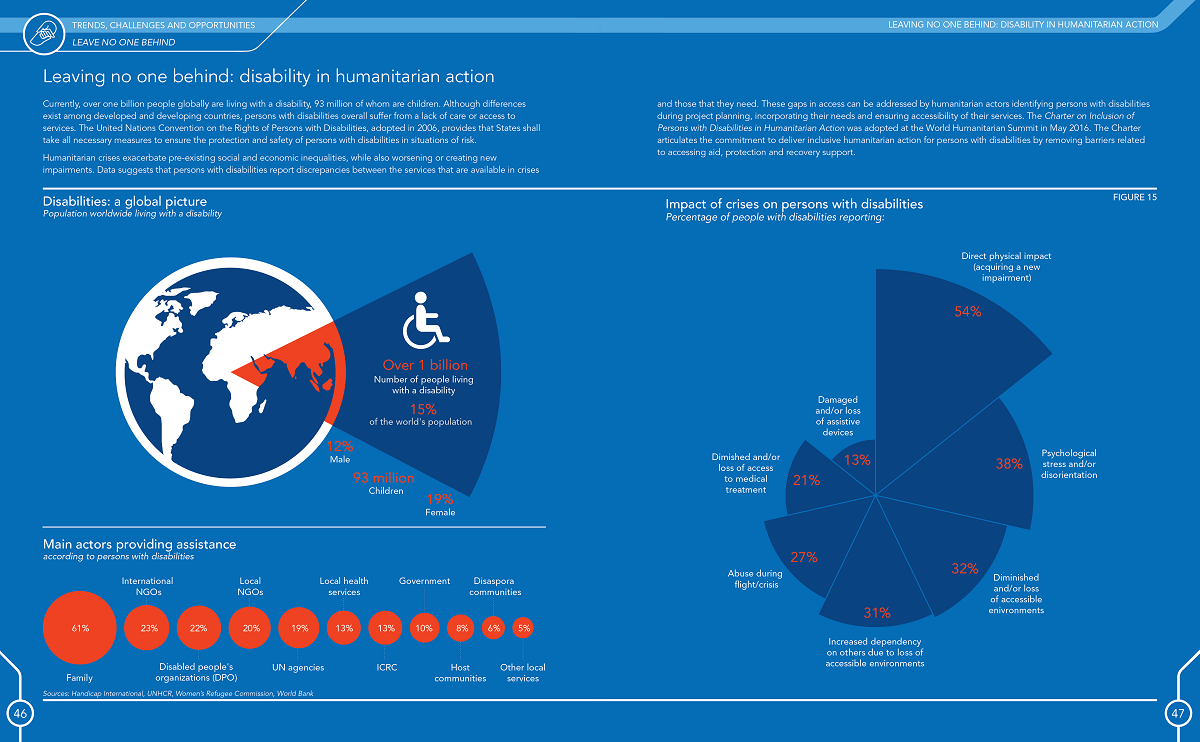 TRENDS, CHALLENGES AND OPPORTUNITIES
LEAVE NO ONE BEHIND
LEAVING NO ONE BEHIND: DISABILITY IN HUMANITARIAN ACTION
Leaving no one behind: disability in humanitarian action
Currently, over one billion people globally are living with a disability, 93 million of whom are children. Although differences
exist among developed and developing countries, persons with disabilities overall suffer from a lack of care or access to
services. The United Nations Convention on the Rights of Persons with Disabilities, adopted in 2006, provides that States shall
take all necessary measures to ensure the protection and safety of persons with disabilities in situations of risk.
Humanitarian crises exacerbate pre-existing social and economic inequalities, while also worsening or creating new
impairments. Data suggests that persons with disabilities report discrepancies between the services that are available in crises
and those that they need. These gaps in access can be addressed by humanitarian actors identifying persons with disabilities
during project planning, incorporating their needs and ensuring accessibility of their services. The Charter on Inclusion of
Persons with Disabilities in Humanitarian Action was adopted at the World Humanitarian Summit in May 2016. The Charter
articulates the commitment to deliver inclusive humanitarian action for persons with disabilities by removing barriers related
to accessing aid, protection and recovery support.
Disabilities: a global picture
Population worldwide living with a disability
Over 1 billion
Number of people living
with a disability
15%
of the world's population
12%
Male
93 million
Children
19%
Female
Main actors providing assistance
according to persons with disabilities
61%
Family
International
NGOs
23%
22%
Disabled people's
organizations (DPO)
Local
NGOs
20%
19%
UN agencies
Local health
services
13%
13%
ICRC
Government
10%
8%
Host
communities
Disaspora
communities
6%
5%
Other local
services
Sources: Handicap International, UNHCR, Women's Refugee Commission, World Bank
46
FIGURE 15
Impact of crises on persons with disabilities
Percentage of people with disabilities reporting:
Direct physical impact
(acquiring a new
impairment)
54%
Psychological
stress and/or
disorientation
38%
32%
Diminished
and/or loss
of accessible
enivronments
31%
Increased dependency
on others due to loss of
accessible environments
27%
Abuse during
flight/crisis
Dimished and/or
loss of access
to medical
treatment
21%
Damaged
and/or loss
of assistive
devices
13%
47